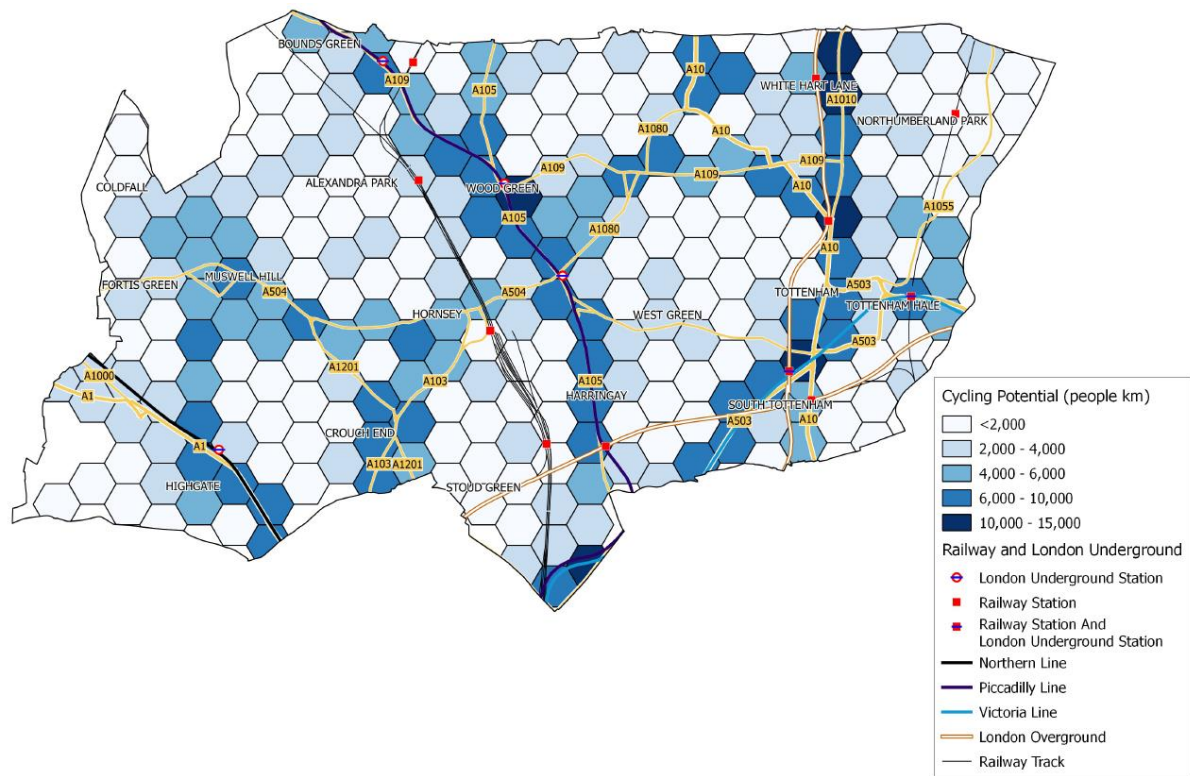 BOUNDS GREEN
A109
A105
A10
WHITE HART LANE
A1010
NORTHUMBERLAND PARK
A1080
A10
COLDFALL
ALEXANDRA PARK
WOOD GREEN
A109
A109
A109
A10
A105
A1055
A1080
A10
FORTIS GREEN
MUSWELL HILL
A504
A504
HORNSEY
WEST GREEN
TOTTENHAM
A503
TOTTENHAM HALE
A503
A1000
A1
A1201
A103
A105
HARRINGAY
SOUTH TOTTENHAM
A503
A10
CROUCH END
A1
A103
A1201
HIGHGATE
STOUD GREEN
Cycling Potential (people km)
<2,000
2,000 - 4,000
4,000 - 6,000
6,000 - 10,000
10,000 - 15,000
Railway and London Underground
London Underground Station
Railway Station
Railway Station And
London Underground Station
Northern Line
Piccadilly Line
Victoria Line
London Overground
Railway Track